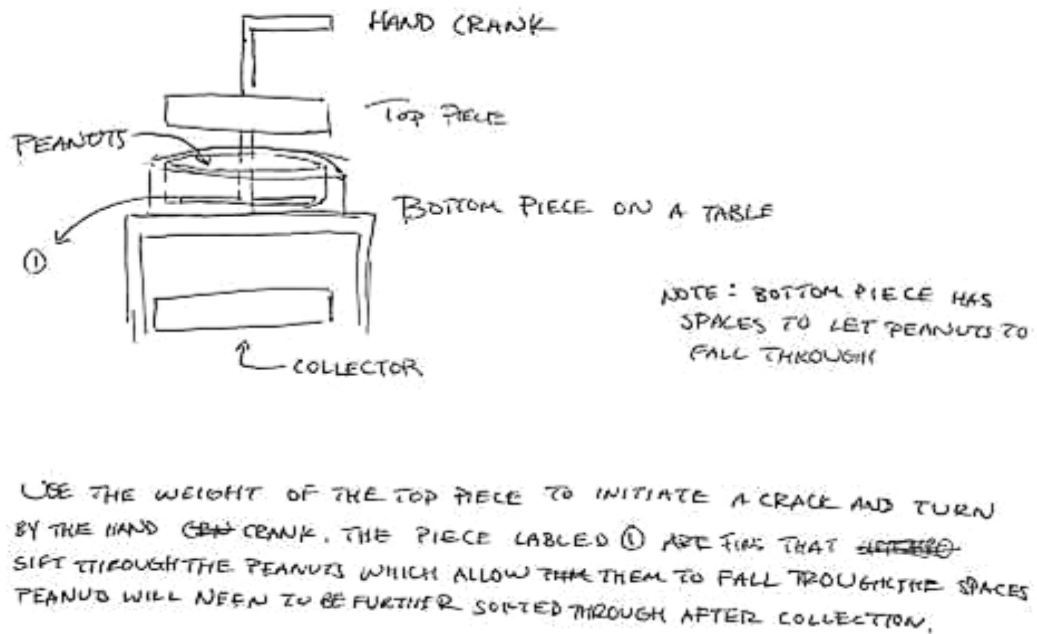 HAND CRANK
TOP PIECE
PEANUTS
BOTTOM PIECE ON A TABLE
①
NOTE: BOTTOM PIECE HAS
SPACES TO LET PEANUTS TO
FALL THROUGH
COLLECTOR
USE THE WEIGHT OF THE TOP PIECE TO INITIATE A CRACK AND TURN
BY THE HAND CRANK. THE PIECE LABLED ① ARE FINS THAT
SIFT THROUGH THE PEANUTS WHICH ALLOW THEM TO FALL TROUGH THE SPACES
PEANUD WILL NEEN TO BE FURTHER SORTED THROUGH AFTER COLLECTION.